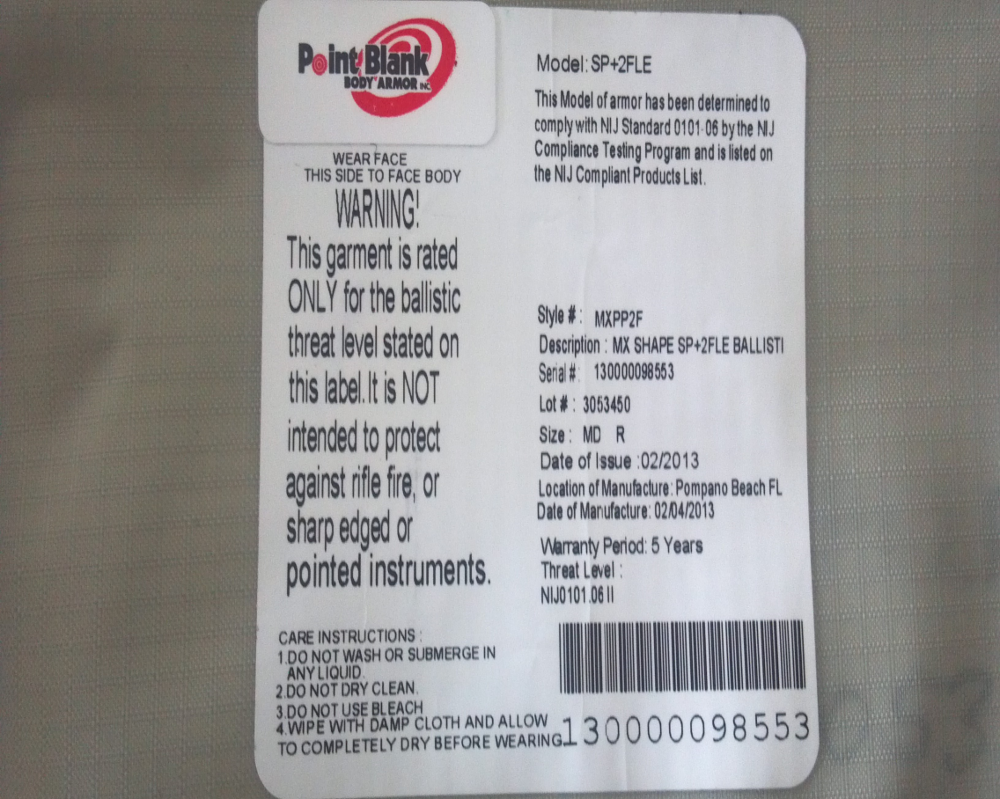 Point Blank
BODY ARMOR INC
WEAR FACE
THIS SIDE TO FACE BODY
WARNING!
This garment is rated
ONLY for the ballistic
threat level stated on
this label. It is NOT
intended to protect
against rifle fire, or
sharp edged or
pointed instruments.
CARE INSTRUCTIONS :
1.DO NOT WASH OR SUBMERGE IN
ANY LIQUID.
2.DO NOT DRY CLEAN.
3.DO NOT USE BLEACH
4.WIPE WITH DAMP CLOTH AND ALLOW
TO COMPLETELY DRY BEFORE WEARING.
Model: SP+2FLE
This Model of armor has been determined to
comply with NIJ Standard 0101-06 by the NIJ
Compliance Testing Program and is listed on
the NIJ Compliant Products List.
Style # : MXPP2F
Description : MX SHAPE SP+2FLE BALLISTI
Serial # : 130000098553
Lot # : 3053450
Size : MD R
Date of Issue :02/2013
Location of Manufacture: Pompano Beach FL
Date of Manufacture: 02/04/2013
Warranty Period: 5 Years
Threat Level :
NIJ0101.06 II
130000098553